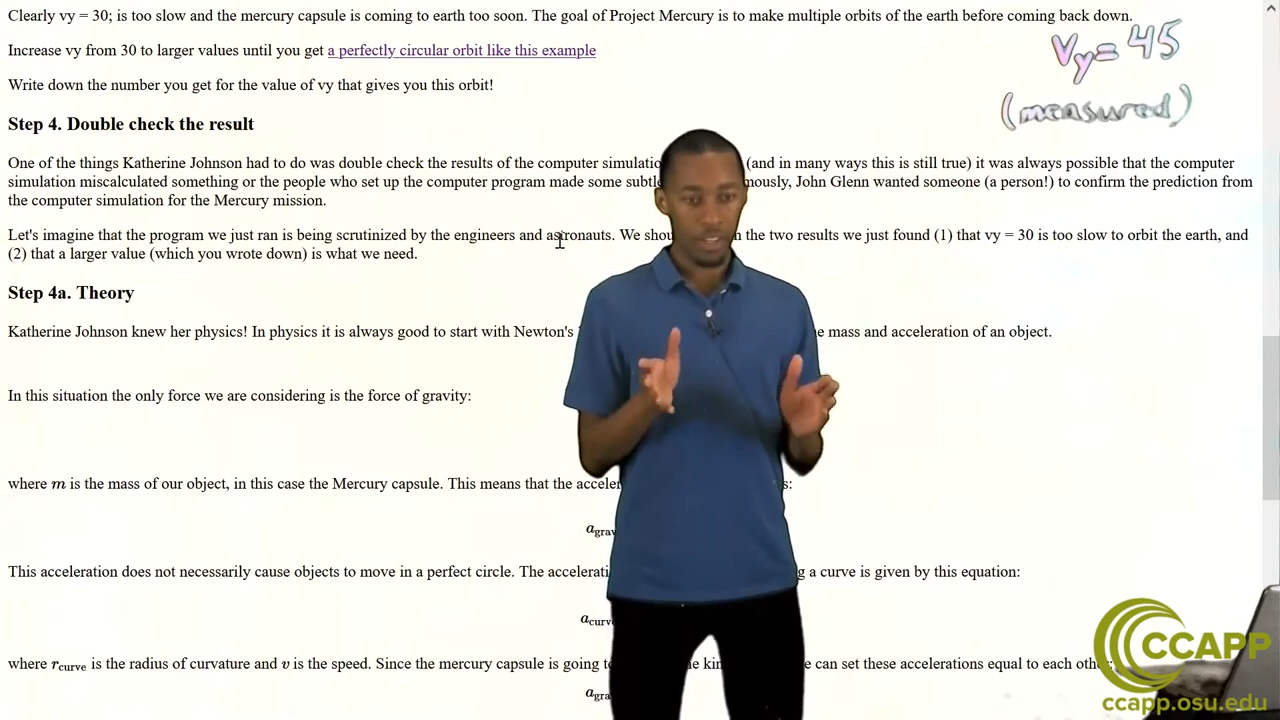 Clearly vy = 30; is too slow and the mercury capsule is coming to earth too soon. The goal of Project Mercury is to make multiple orbits of the earth before coming back down.
Increase vy from 30 to larger values until you get a perfectly circular orbit like this example
vy = 45
(measured)
Write down the number you get for the value of vy that gives you this orbit!
Step 4. Double check the result
One of the things Katherine Johnson had to do was double check the results of the computer simulatio (and in many ways this is still true) it was always possible that the computer
simulation miscalculated something or the people who set up the computer program made some subtle mously, John Glenn wanted someone (a person!) to confirm the prediction from
the computer simulation for the Mercury mission.
Let's imagine that the program we just ran is being scrutinized by the engineers and astronauts. We shou the two results we just found (1) that vy = 30 is too slow to orbit the earth, and
(2) that a larger value (which you wrote down) is what we need.
Step 4a. Theory
Katherine Johnson knew her physics! In physics it is always good to start with Newton's e mass and acceleration of an object.
In this situation the only force we are considering is the force of gravity:
where m is the mass of our object, in this case the Mercury capsule. This means that the acceler s:
a grav
This acceleration does not necessarily cause objects to move in a perfect circle. The accelerati g a curve is given by this equation:
a curve
where r curve is the radius of curvature and v is the speed. Since the mercury capsule is going to e can set these accelerations equal to each other:
a gra
CCAPP
ccapp.osu.edu